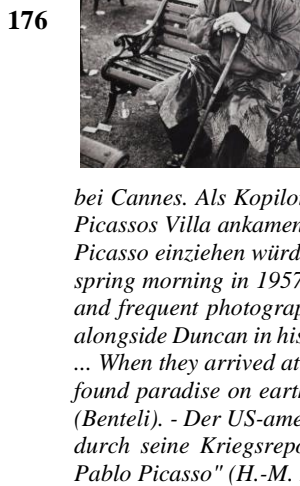 176
bei Cannes. Als Kopilo
Picassos Villa ankamen
Picasso einziehen würd
spring morning in 1957
and frequent photograp
alongside Duncan in his
... When they arrived at
found paradise on earth
(Benteli). - Der US-ame
durch seine Kriegsrepo
Pablo Picasso" (H.-M.